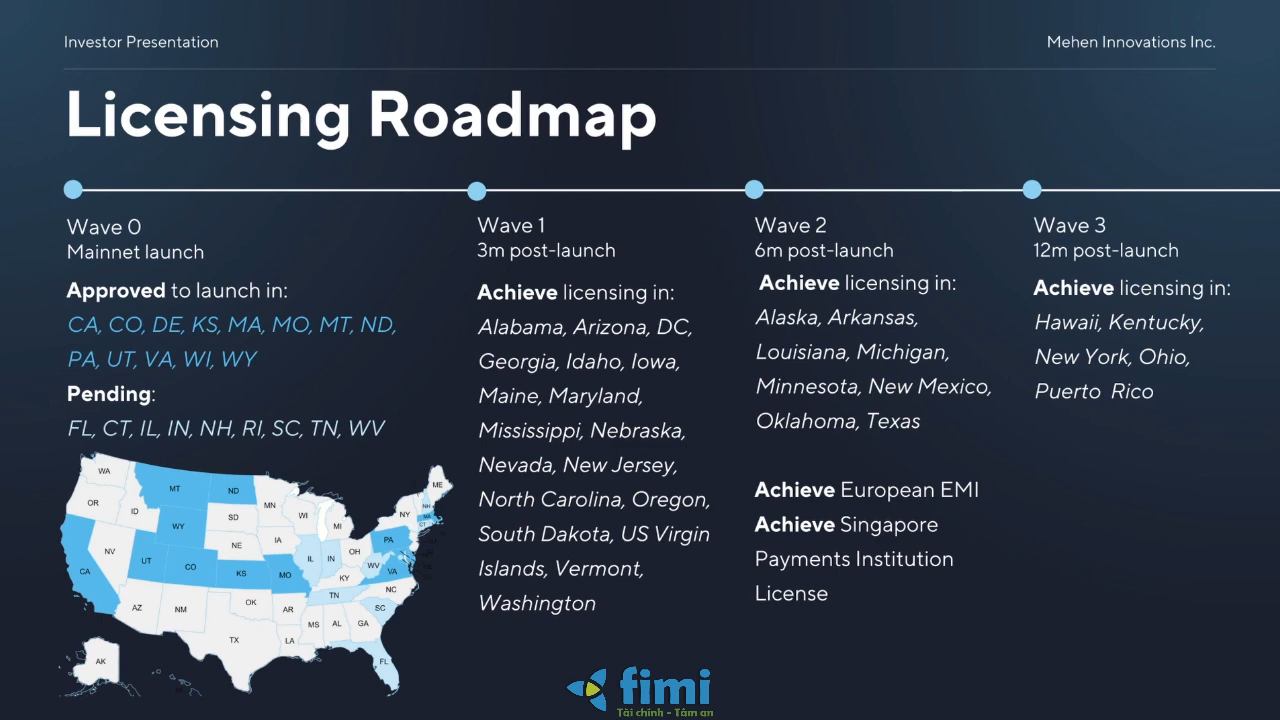 Investor Presentation
Mehen Innovations Inc.
Licensing Roadmap
Wave 0
Mainnet launch
Approved to launch in:
CA, CO, DE, KS, MA, MO, MT, ND,
PA, UT, VA, WI, WY
Pending:
FL, CT, IL, IN, NH, RI, SC, TN, WV
WA
OR
ID
MT
ND
SD
WY
NV
UT
CO
CA
AZ
NM
NE
KS
OK
TX
MN
IA
MO
AR
LA
WI
IL
IN
MI
OH
KY
TN
MS
AL
GA
FL
SC
NC
VA
WV
PA
NY
ME
NH
MA
CT
AK
Wave 1
3m post-launch
Achieve licensing in:
Alabama, Arizona, DC,
Georgia, Idaho, Iowa,
Maine, Maryland,
Mississippi, Nebraska,
Nevada, New Jersey,
North Carolina, Oregon,
South Dakota, US Virgin
Islands, Vermont,
Washington
Wave 2
6m post-launch
Achieve licensing in:
Alaska, Arkansas,
Louisiana, Michigan,
Minnesota, New Mexico,
Oklahoma, Texas
Achieve European EMI
Achieve Singapore
Payments Institution
License
Wave 3
12m post-launch
Achieve licensing in:
Hawaii, Kentucky,
New York, Ohio,
Puerto Rico
fimi
Tài chính - Tâm an